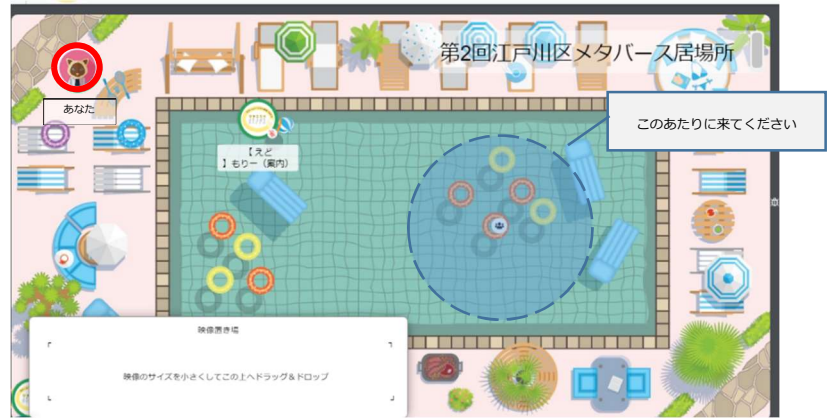 第2回江戸川区メタバース居場所
あなた
このあたりに来てください
【えど
】もりー（案内）
映像置き場
映像のサイズを小さくしてこの上へドラッグ＆ドロップ